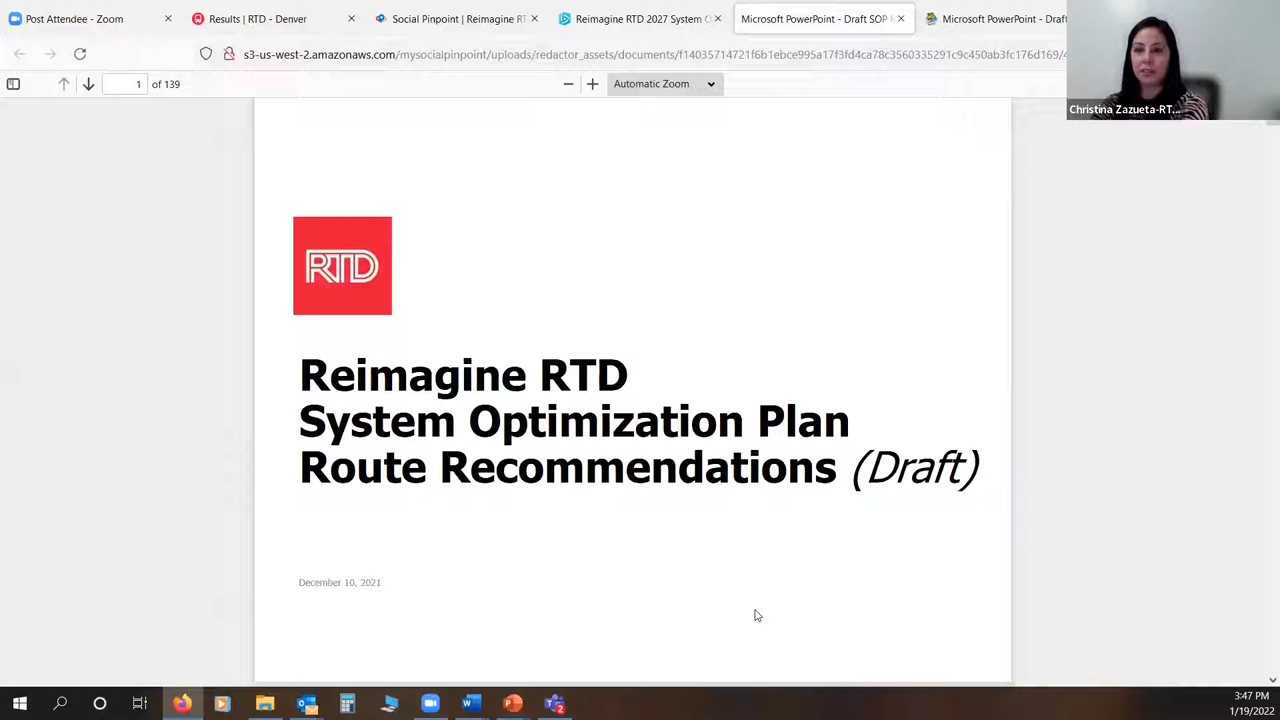 Post Attendee - Zoom
Results | RTD - Denver
Social Pinpoint | Reimagine RT
Reimagine RTD 2027 System O
Microsoft PowerPoint - Draft SOP
Microsoft PowerPoint - Draf
s3-us-west-2.amazonaws.com/mysocialpinpoint/uploads/redactor_assets/documents/f14035714721f6b1ebce995a17f3fd4ca78c3560335291c9c450ab3fc176d169/
1 of 139
Automatic Zoom
Christina Zazueta-RT...
RTD
Reimagine RTD
System Optimization Plan
Route Recommendations (Draft)
December 10, 2021
3:47 PM
1/19/2022